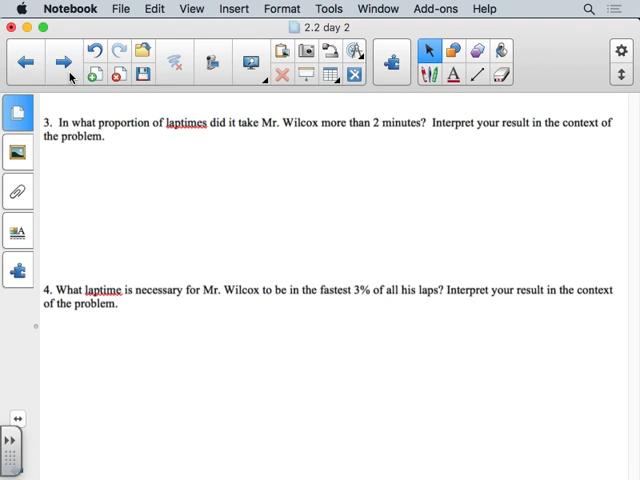 Notebook File Edit View Insert Format Tools Window Add-ons Help
2.2 day 2
3. In what proportion of laptimes did it take Mr. Wilcox more than 2 minutes? Interpret your result in the context of
the problem.
4. What laptime is necessary for Mr. Wilcox to be in the fastest 3% of all his laps? Interpret your result in the context
of the problem.